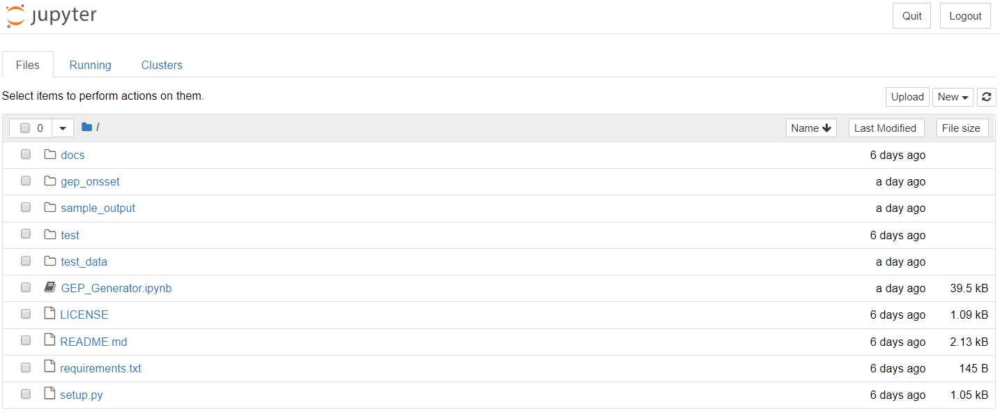 jupyter Quit Logout
Files Running Clusters
Select items to perform actions on them. Upload New
0 / Name Last Modified File size
docs 6 days ago
gep_onsset a day ago
sample_output a day ago
test 6 days ago
test_data a day ago
GEP_Generator.ipynb a day ago 39.5 kB
LICENSE 6 days ago 1.09 kB
README.md 6 days ago 2.13 kB
requirements.txt 6 days ago 145 B
setup.py 6 days ago 1.05 kB